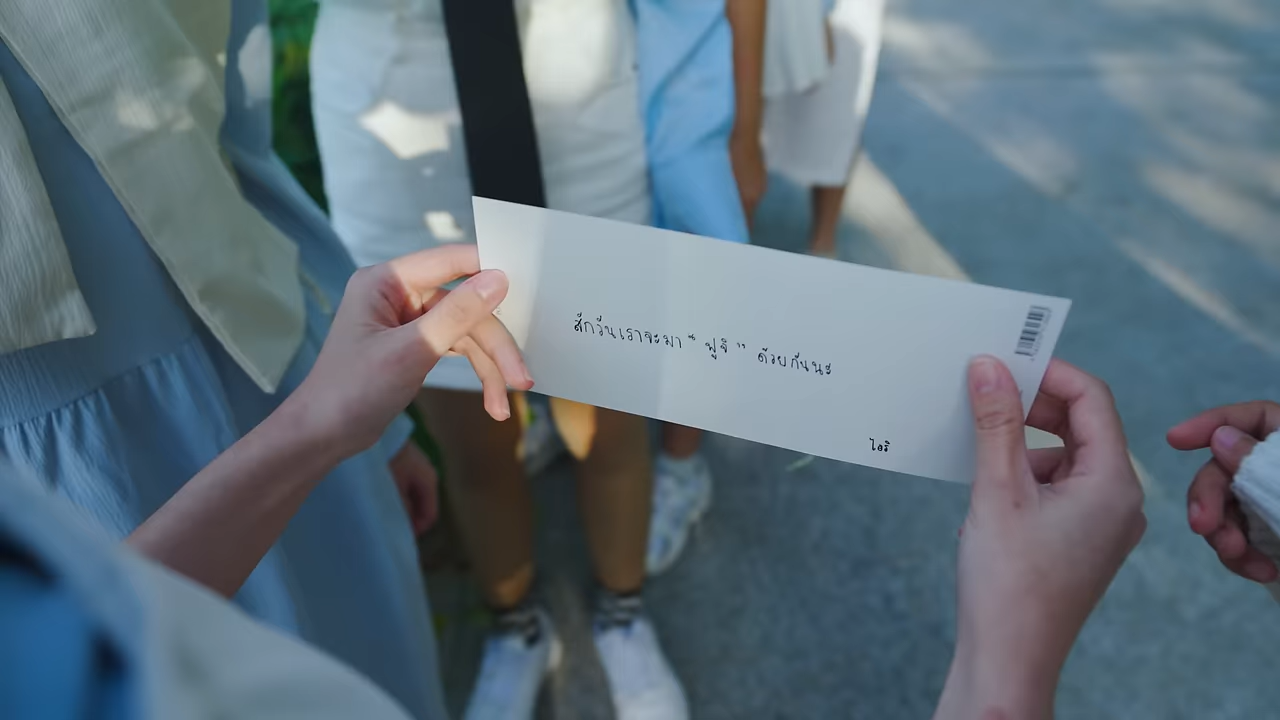 สักวันเราจะมา “ ฟูจิ ” ด้วยกันนะ
ไอริ